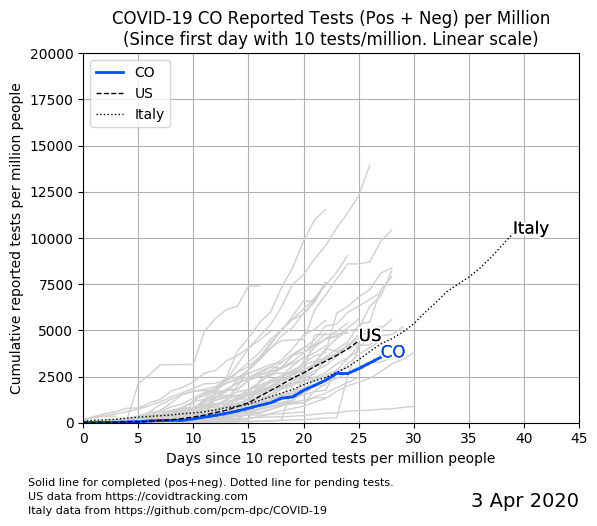 COVID-19 CO Reported Tests (Pos + Neg) per Million
(Since first day with 10 tests/million. Linear scale)
Cumulative reported tests per million people
20000
17500
15000
12500
10000
7500
5000
2500
0
CO
US
Italy
Italy
US
CO
0 5 10 15 20 25 30 35 40 45
Days since 10 reported tests per million people
Solid line for completed (pos+neg). Dotted line for pending tests.
US data from https://covidtracking.com
Italy data from https://github.com/pcm-dpc/COVID-19
3 Apr 2020